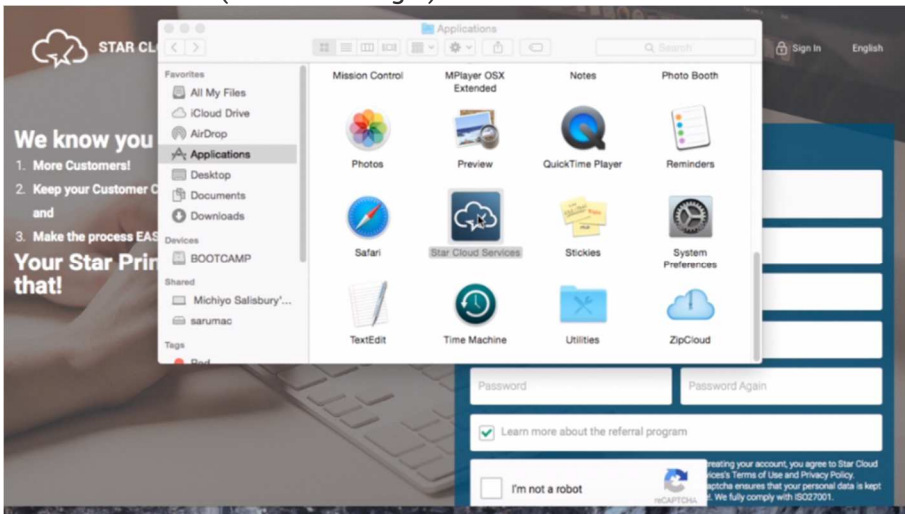 STAR CL
Sign In
English
Applications
Search
Favorites
All My Files
iCloud Drive
AirDrop
Applications
Desktop
Documents
Downloads
Devices
BOOTCAMP
Shared
Michiyo Salisbury'...
sarumac
Tags
Red
Mission Control
MPlayer OSX
Extended
Notes
Photo Booth
Photos
Preview
QuickTime Player
Reminders
Safari
Star Cloud Services
Stickies
System
Preferences
TextEdit
Time Machine
Utilities
ZipCloud
We know you
1. More Customers!
2. Keep your Customer C
and
3. Make the process EAS
Your Star Prin
that!
Password
Password Again
Learn more about the referral program
I'm not a robot
reCAPTCHA
reating your account, you agree to Star Cloud
vices's Terms of Use and Privacy Policy.
aptcha ensures that your personal data is kept
We fully comply with ISO27001.